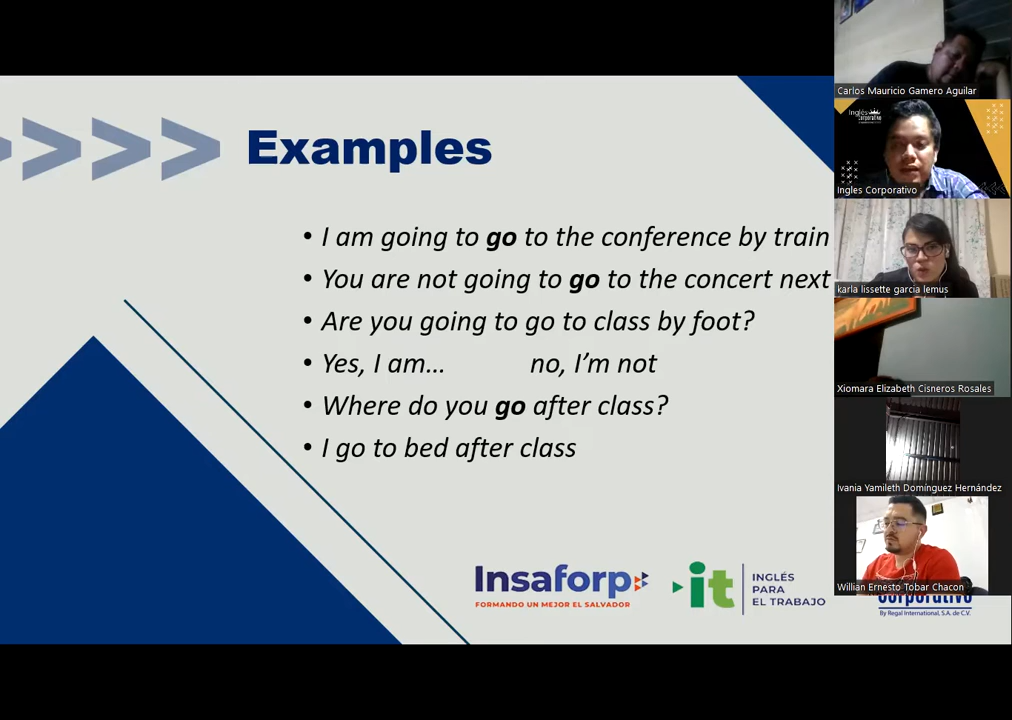 Examples
• I am going to go to the conference by train
• You are not going to go to the concert next
• Are you going to go to class by foot?
• Yes, I am... no, I'm not
• Where do you go after class?
• I go to bed after class
Insaforp
FORMANDO UN MEJOR EL SALVADOR
it
INGLÉS
PARA
EL TRABAJO
Corporativo
By Regal International, S.A. de C.V.
Carlos Mauricio Gamero Aguilar
Inglés
Corporativo
Ingles Corporativo
karla lissette garcia lemus
Xiomara Elizabeth Cisneros Rosales
Ivania Yamileth Domínguez Hernández
Willian Ernesto Tobar Chacon